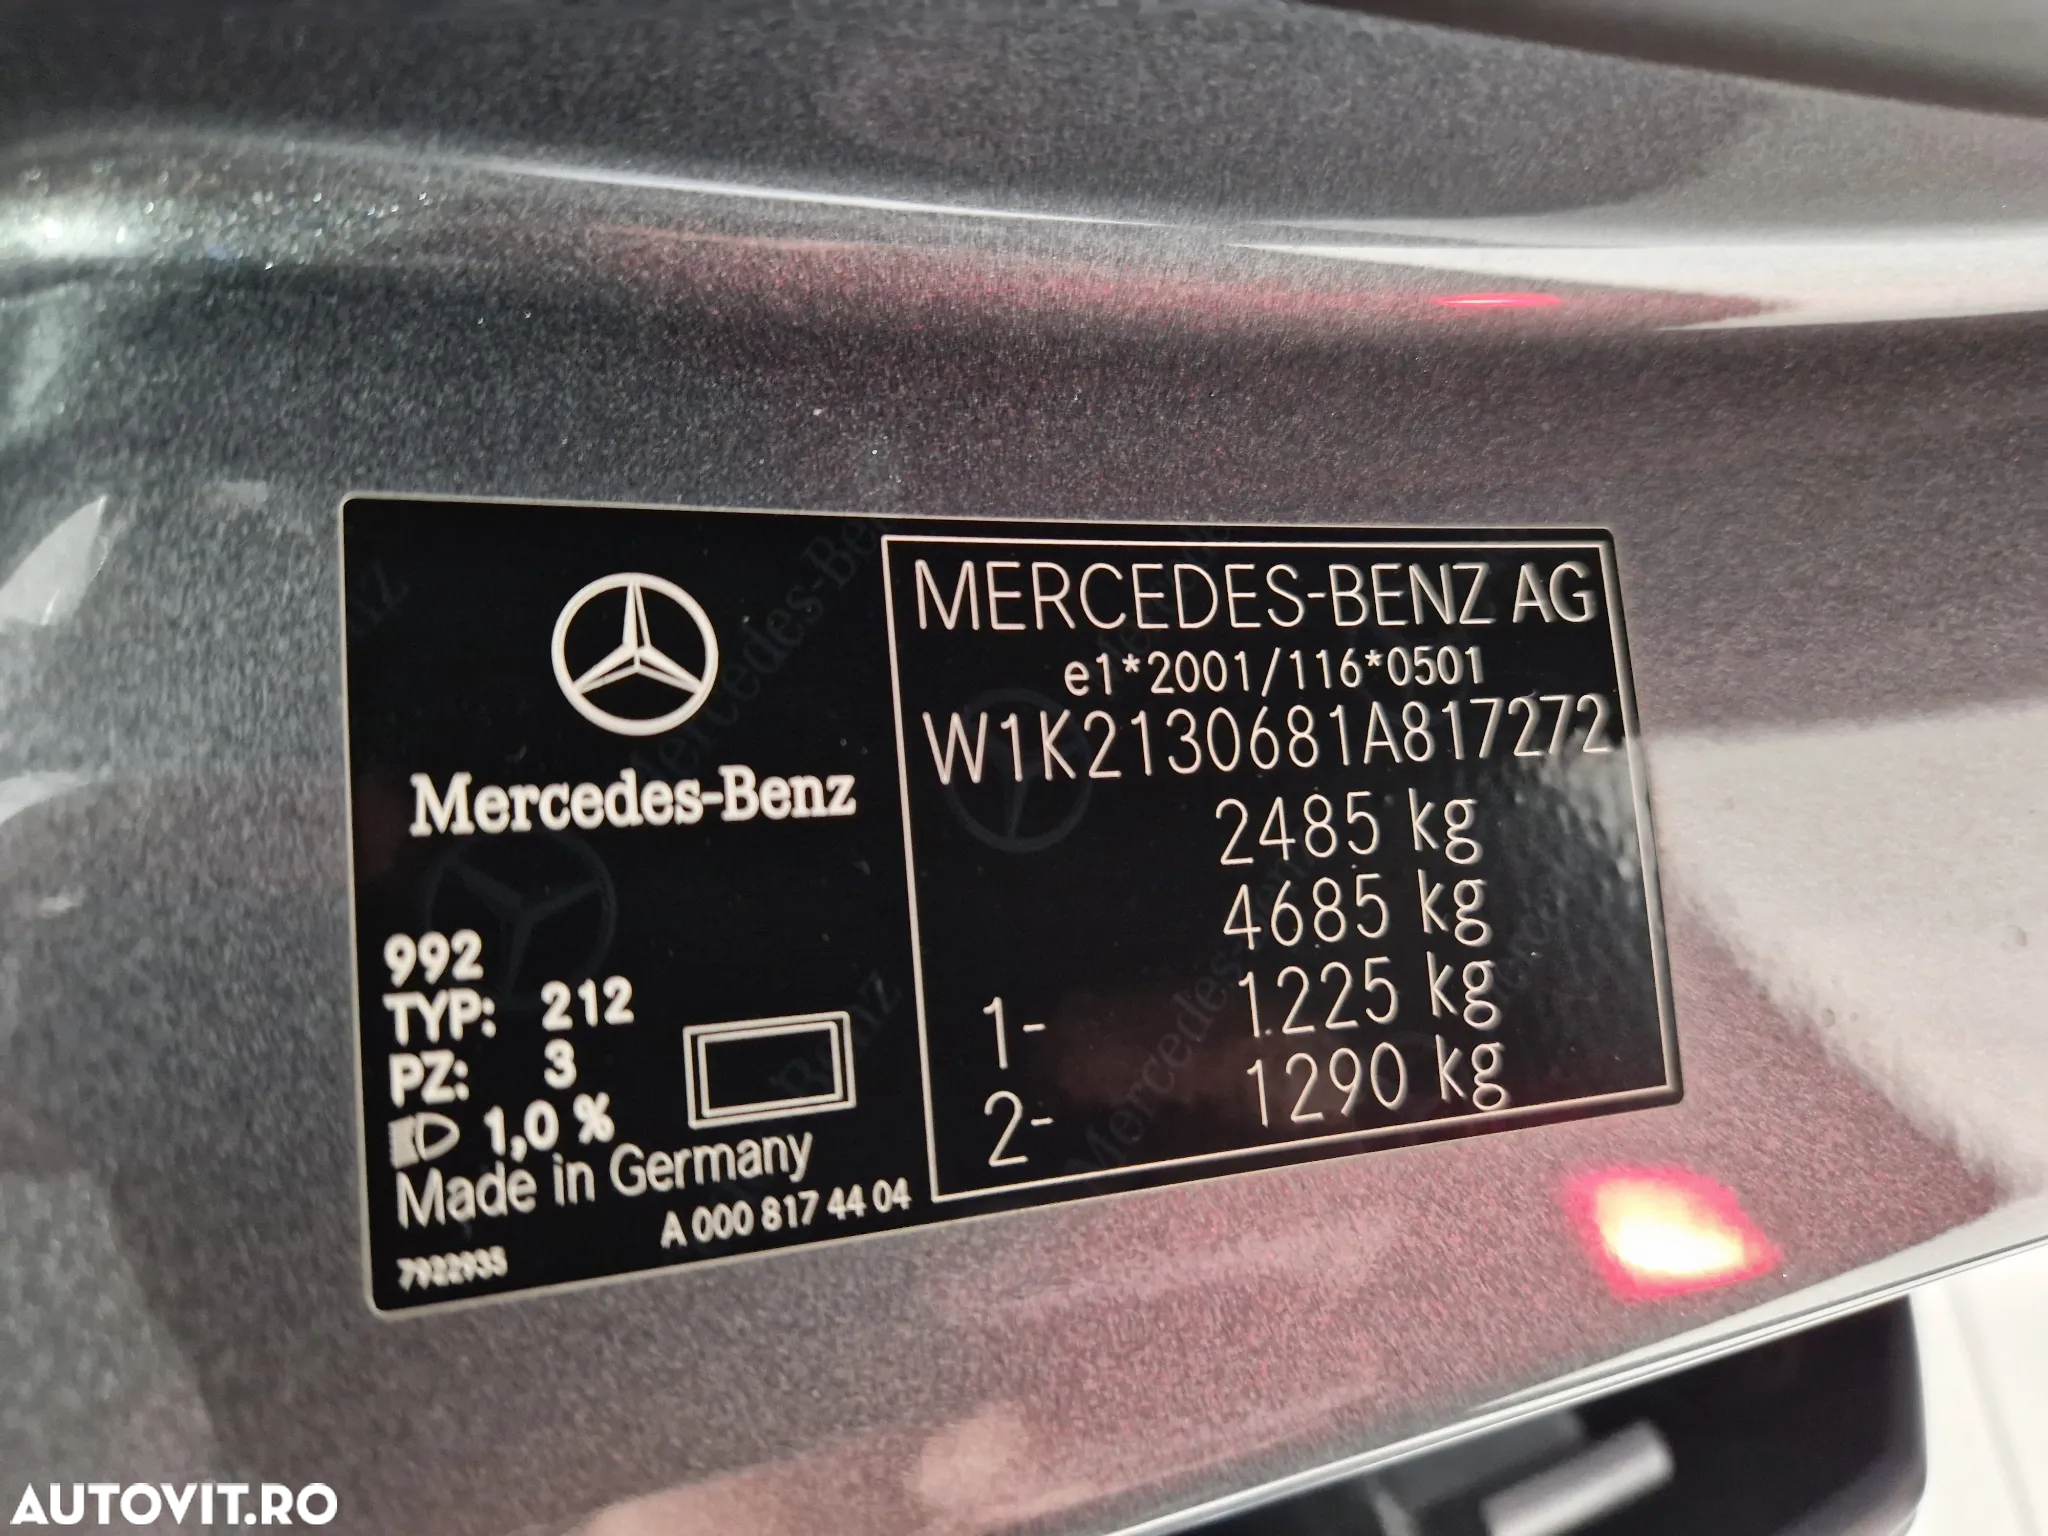 Mercedes-Benz
992
TYP: 212
PZ: 3
1,0 %
Made in Germany
A 000 817 44 04
7922935
MERCEDES-BENZ AG
e1*2001/116*0501
W1K2130681A817272
2485 kg
4685 kg
1- 1225 kg
2- 1290 kg
AUTOVIT.RO